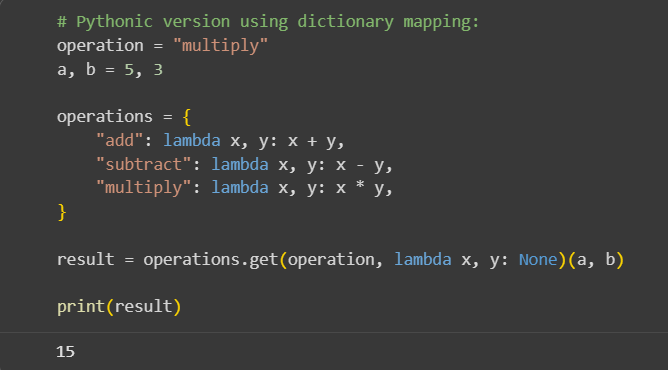 # Pythonic version using dictionary mapping:
operation = "multiply"
a, b = 5, 3
operations = {
    "add": lambda x, y: x + y,
    "subtract": lambda x, y: x - y,
    "multiply": lambda x, y: x * y,
}
result = operations.get(operation, lambda x, y: None)(a, b)
print(result)
15